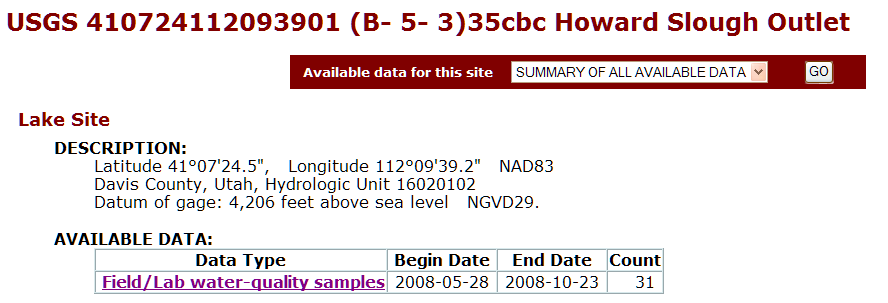 USGS 410724112093901 (B- 5- 3)35cbc Howard Slough Outlet
Available data for this site SUMMARY OF ALL AVAILABLE DATA GO
Lake Site
DESCRIPTION:
Latitude 41°07'24.5", Longitude 112°09'39.2" NAD83
Davis County, Utah, Hydrologic Unit 16020102
Datum of gage: 4,206 feet above sea level NGVD29.
AVAILABLE DATA:
Data Type Begin Date End Date Count
Field/Lab water-quality samples 2008-05-28 2008-10-23 31